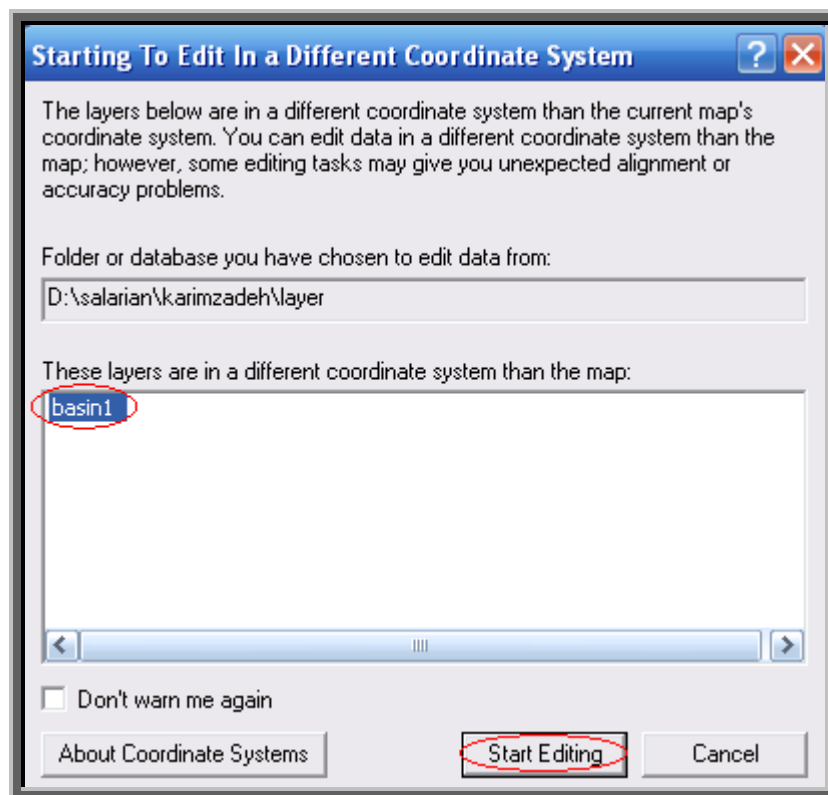 Starting To Edit In a Different Coordinate System
The layers below are in a different coordinate system than the current map's
coordinate system. You can edit data in a different coordinate system than the
map; however, some editing tasks may give you unexpected alignment or
accuracy problems.
Folder or database you have chosen to edit data from:
D:\salarian\karimzadeh\layer
These layers are in a different coordinate system than the map:
basin1
Don't warn me again
About Coordinate Systems
Start Editing
Cancel